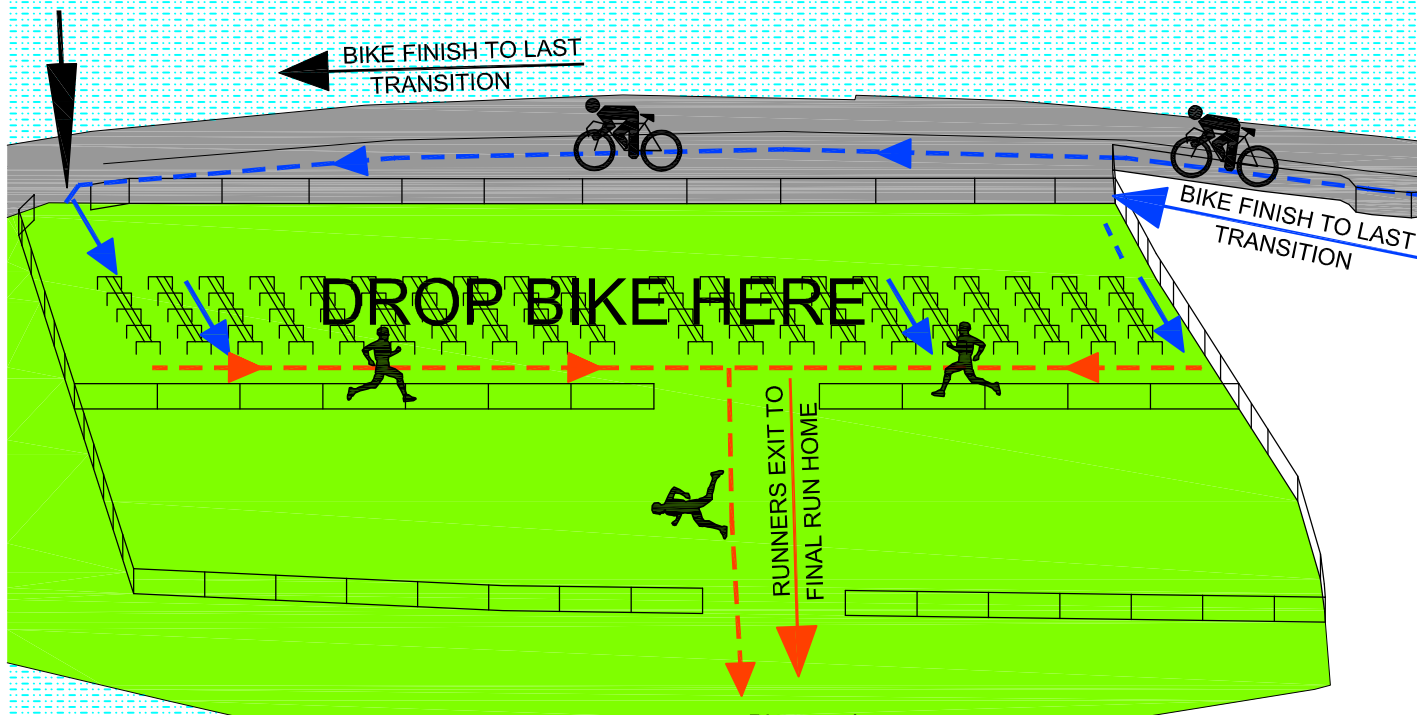 BIKE FINISH TO LAST
TRANSITION
BIKE FINISH TO LAST
TRANSITION
DROP BIKE HERE
RUNNERS EXIT TO
FINAL RUN HOME